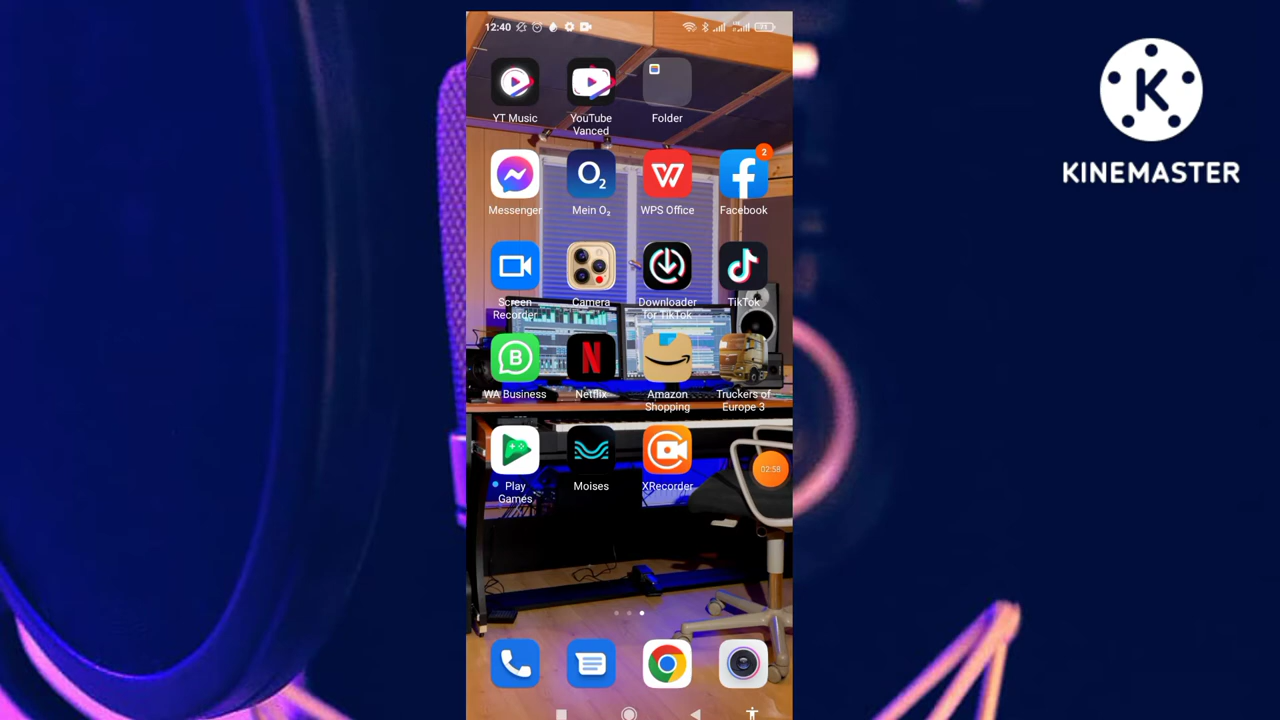 12:40
KINEMASTER
YT Music
YouTube
Vanced
Folder
2
Messenger
O2
Mein O₂
WPS Office
Facebook
Screen
Recorder
Camera
Downloader
for TikTok
TikTok
B
WA Business
N
Netflix
Amazon
Shopping
Truckers of
Europe 3
Play
Games
Moises
XRecorder
02:58